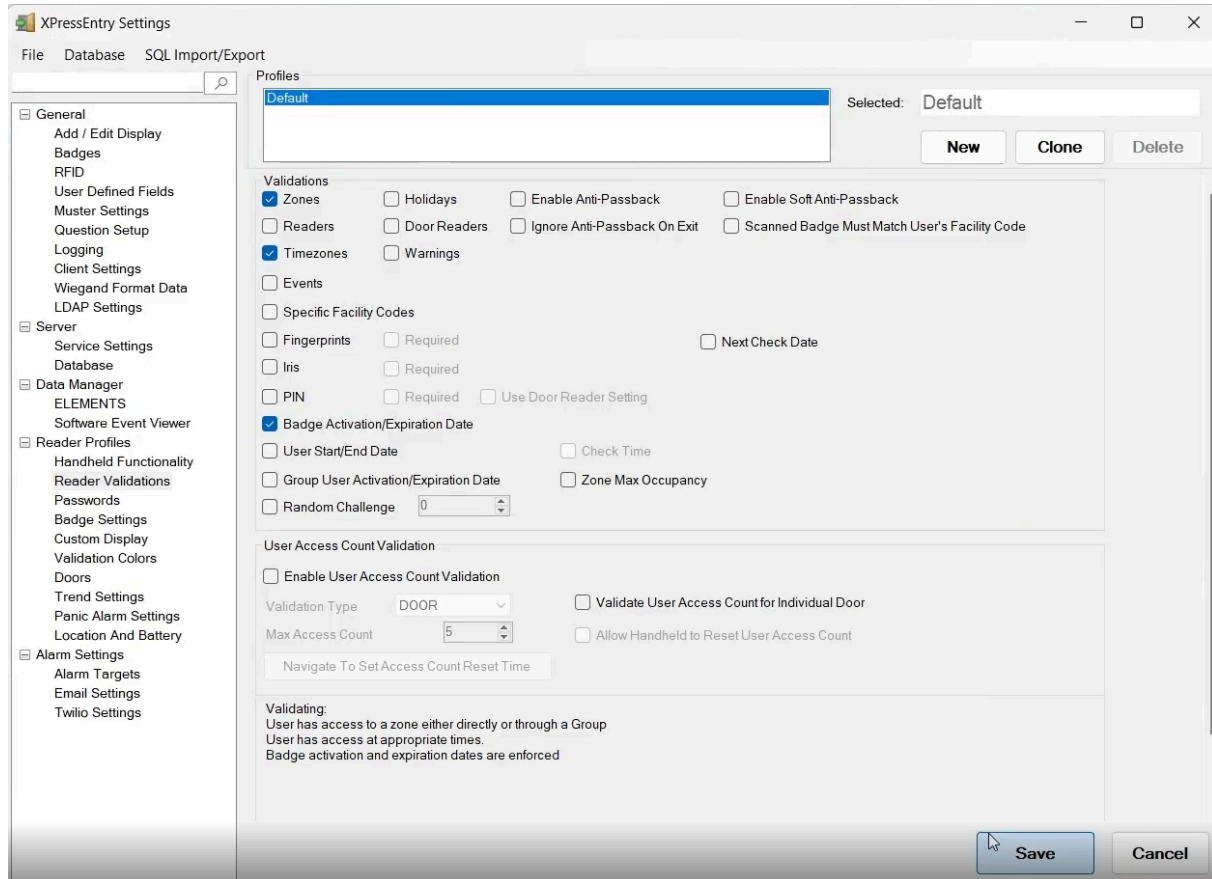 XPressEntry Settings
File Database SQL Import/Export
Profiles
Default
Selected: Default
New Clone Delete
General
Add / Edit Display
Badges
RFID
User Defined Fields
Muster Settings
Question Setup
Logging
Client Settings
Wiegand Format Data
LDAP Settings
Server
Service Settings
Database
Data Manager
ELEMENTS
Software Event Viewer
Reader Profiles
Handheld Functionality
Reader Validations
Passwords
Badge Settings
Custom Display
Validation Colors
Doors
Trend Settings
Panic Alarm Settings
Location And Battery
Alarm Settings
Alarm Targets
Email Settings
Twilio Settings
Validations
Zones Holidays Enable Anti-Passback Enable Soft Anti-Passback
Readers Door Readers Ignore Anti-Passback On Exit Scanned Badge Must Match User's Facility Code
Timezones Warnings
Events
Specific Facility Codes
Fingerprints Required Next Check Date
Iris Required
PIN Required Use Door Reader Setting
Badge Activation/Expiration Date
User Start/End Date Check Time
Group User Activation/Expiration Date Zone Max Occupancy
Random Challenge 0
User Access Count Validation
Enable User Access Count Validation
Validation Type DOOR Validate User Access Count for Individual Door
Max Access Count 5 Allow Handheld to Reset User Access Count
Navigate To Set Access Count Reset Time
Validating:
User has access to a zone either directly or through a Group
User has access at appropriate times.
Badge activation and expiration dates are enforced
Save Cancel